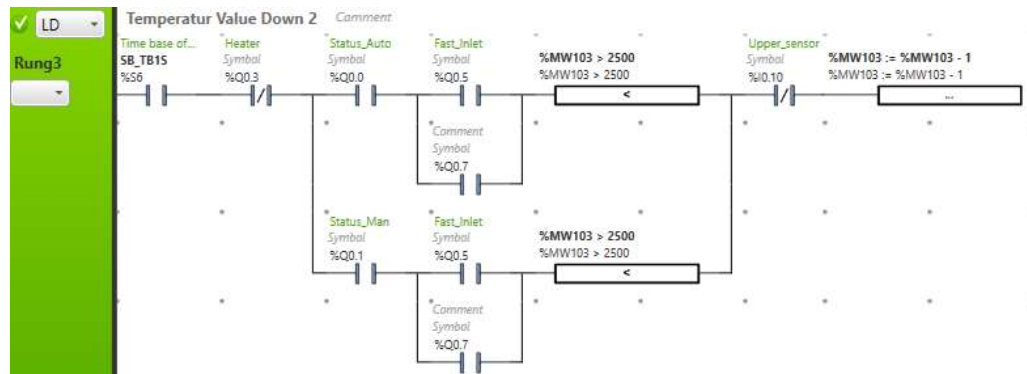 LD
Temperatur Value Down 2 Comment
Rung3
Time base of... Heater Status_Auto Fast_Inlet Upper_sensor
SB_TB1S Symbol Symbol Symbol %MW103 > 2500 Symbol %MW103 := %MW103 - 1
%S6 %Q0.3 %Q0.0 %Q0.5 %MW103 > 2500 %I0.10 %MW103 := %MW103 - 1
< ...
Comment
Symbol
%Q0.7
Status_Man Fast_Inlet
Symbol Symbol %MW103 > 2500
%Q0.1 %Q0.5 %MW103 > 2500
<
Comment
Symbol
%Q0.7